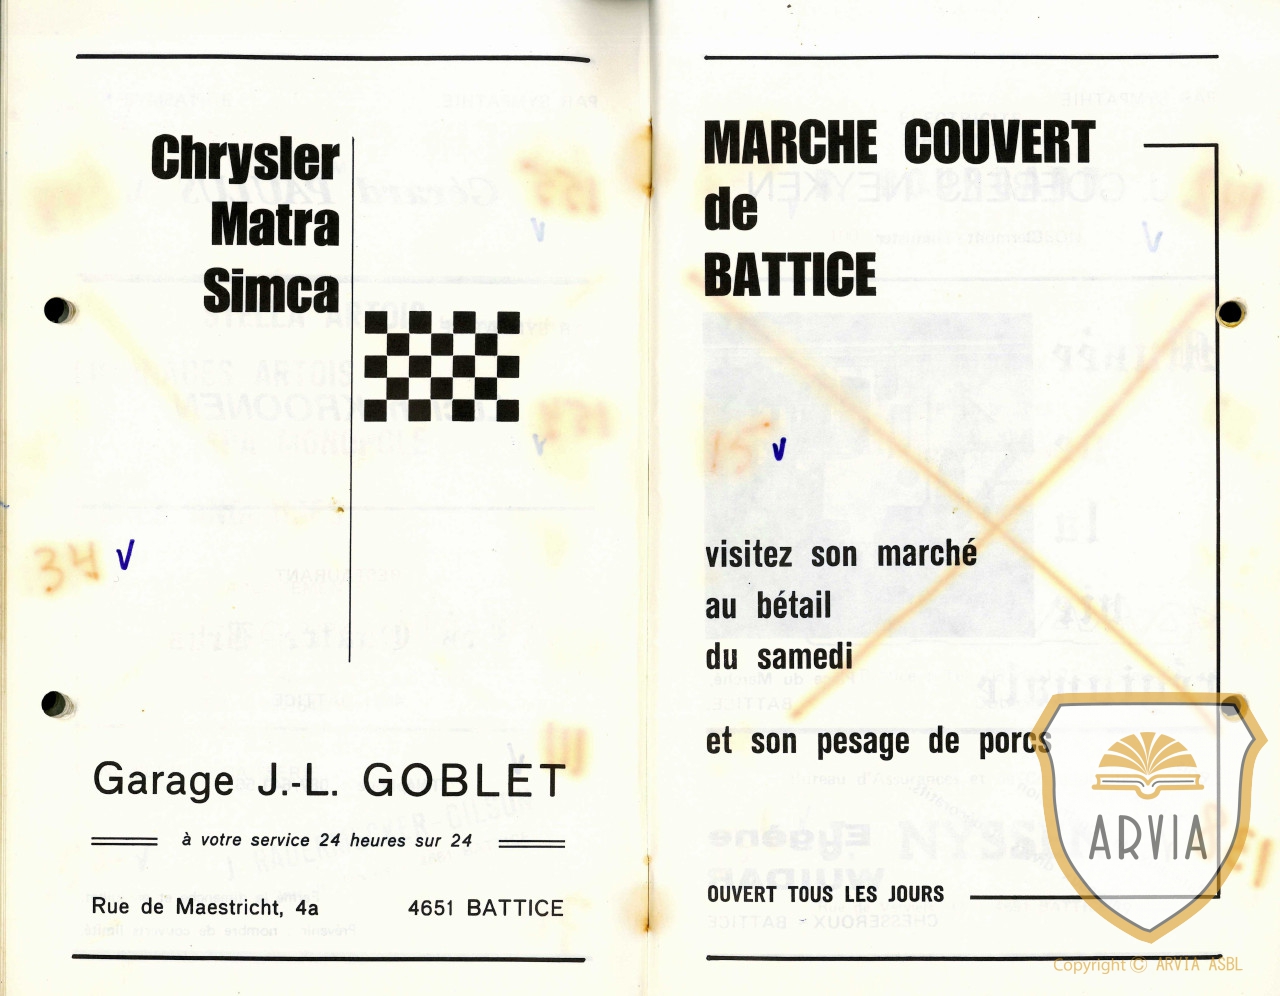 Chrysler
Matra
Simca
34 v
Garage J.-L. GOBLET
à votre service 24 heures sur 24
Rue de Maestricht, 4a 4651 BATTICE
MARCHE COUVERT
de
BATTICE
15 v
visitez son marché
au bétail
du samedi
et son pesage de porcs
OUVERT TOUS LES JOURS
ARVIA
Copyright © ARVIA ASBL